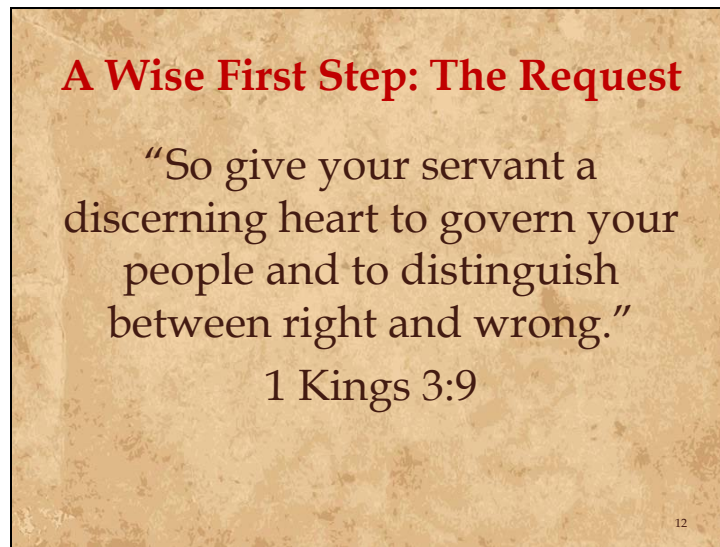 A Wise First Step: The Request
“So give your servant a
discerning heart to govern your
people and to distinguish
between right and wrong.”
1 Kings 3:9
12